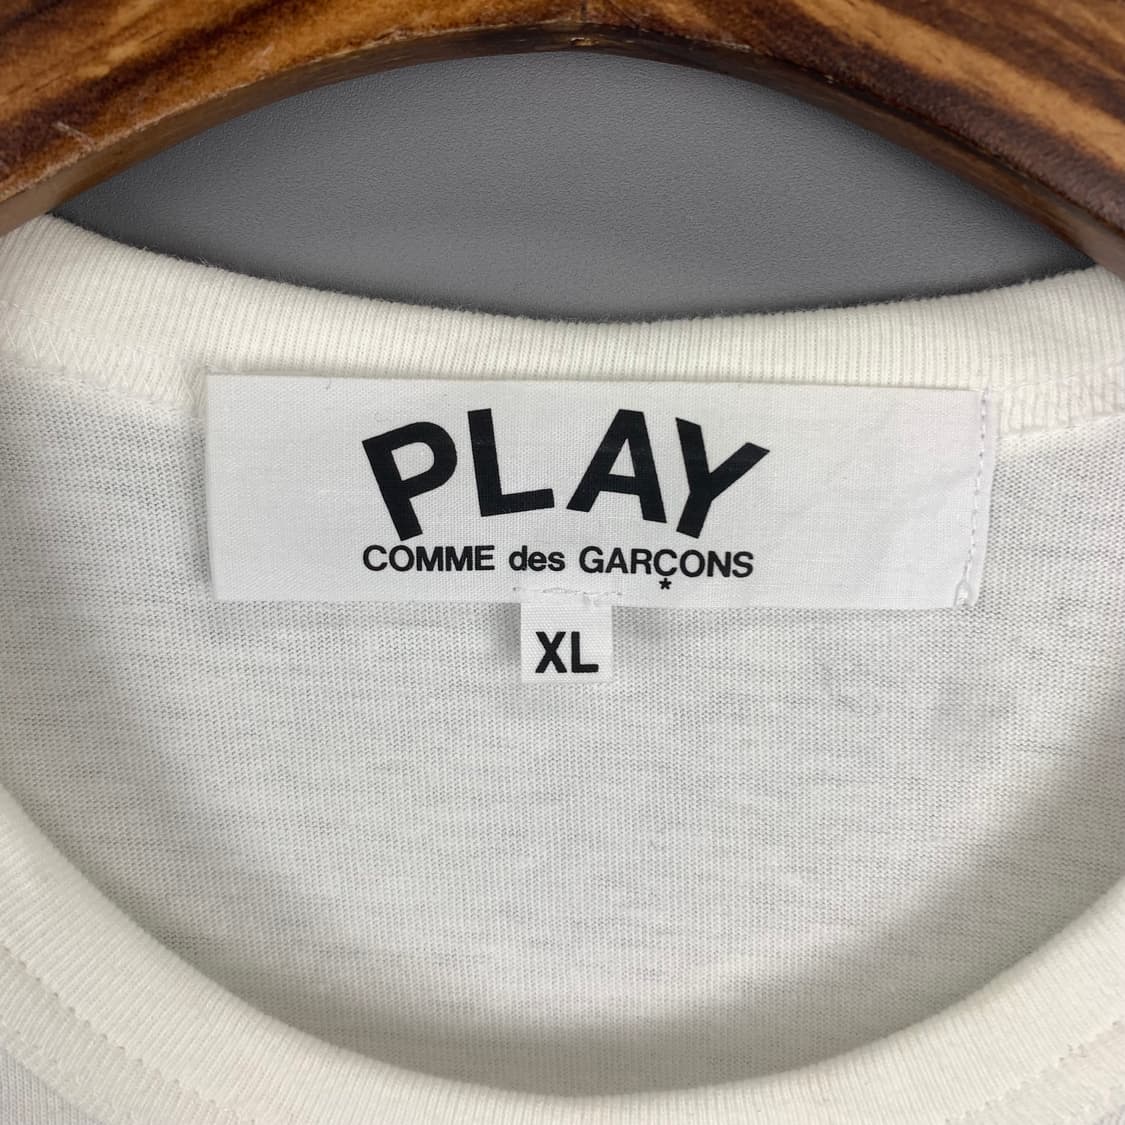 PLAY
COMME des GARÇONS
*
XL